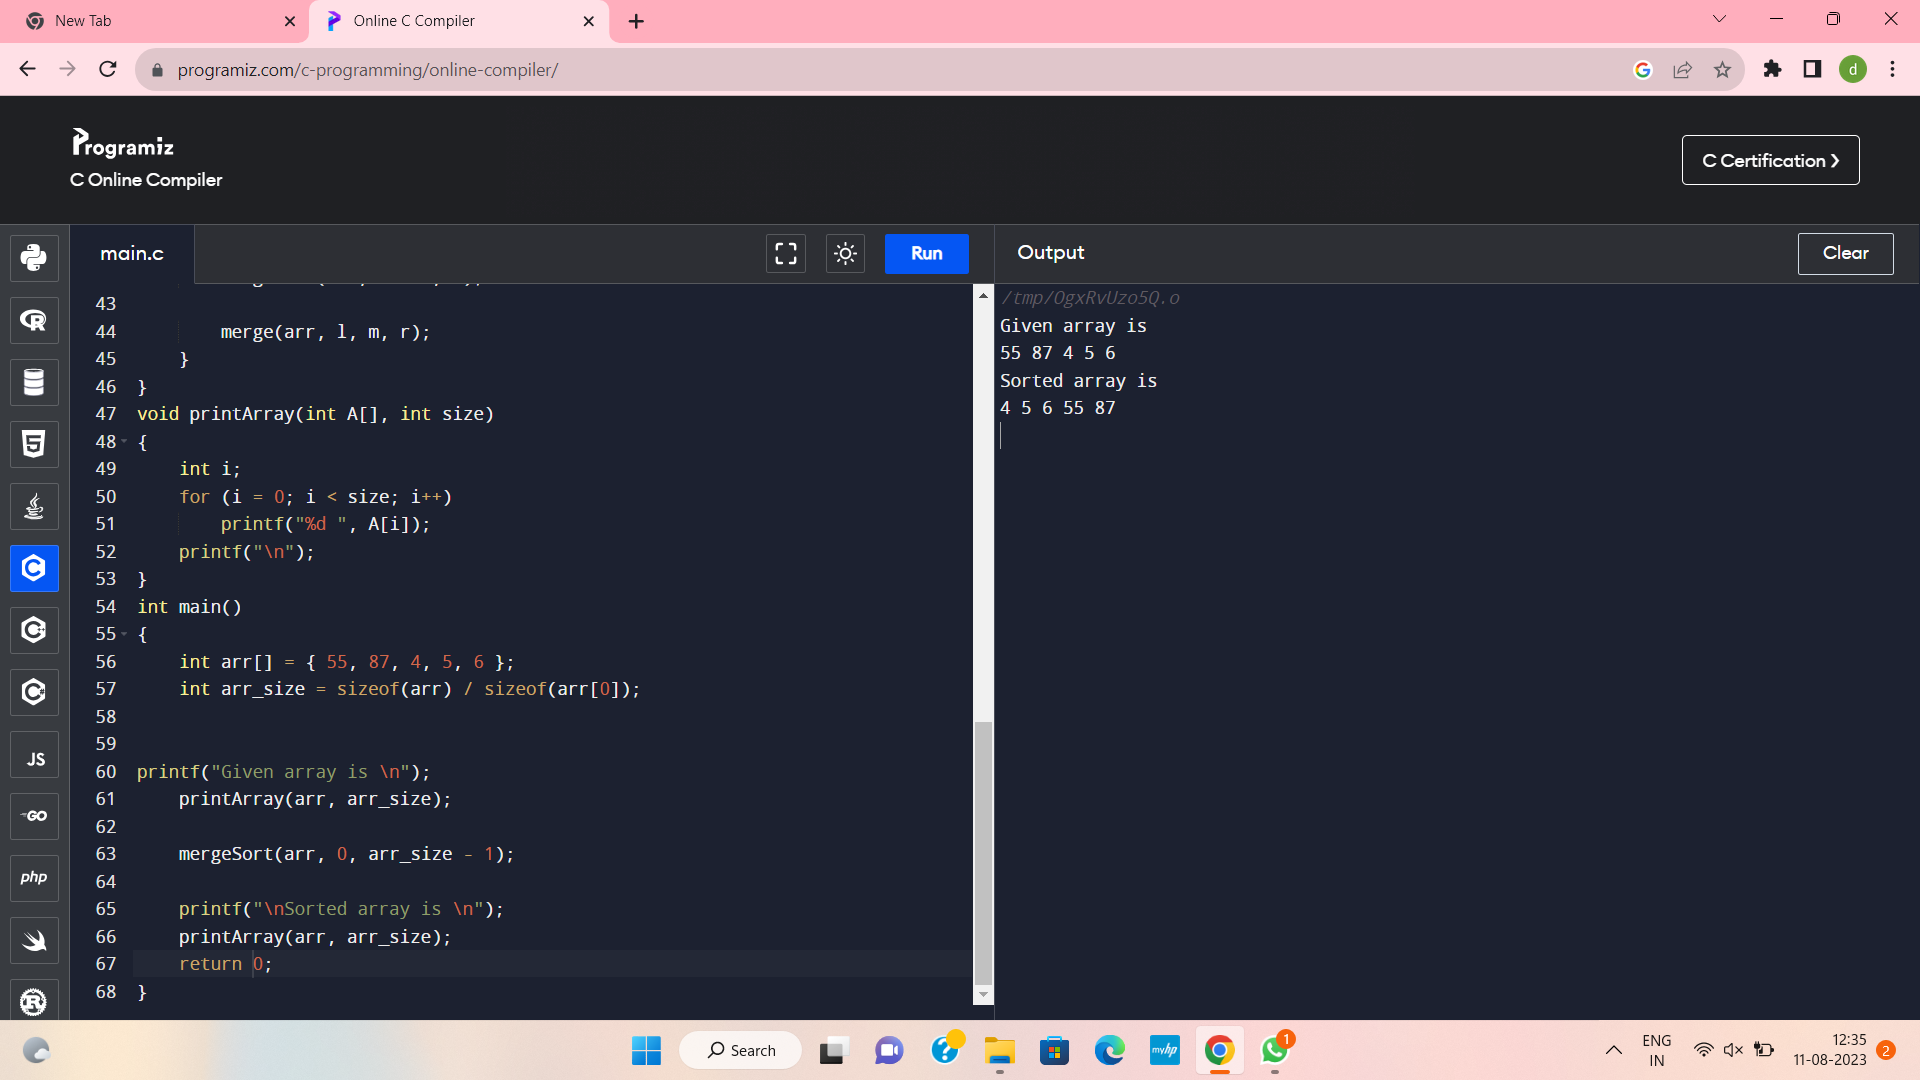 New Tab
Online C Compiler
programiz.com/c-programming/online-compiler/
d
Programiz
C Online Compiler
C Certification ❯
main.c
Run
Output
Clear
43
44 merge(arr, l, m, r);
45 }
46 }
47 void printArray(int A[], int size)
48 {
49 int i;
50 for (i = 0; i < size; i++)
51 printf("%d ", A[i]);
52 printf("\n");
53 }
54 int main()
55 {
56 int arr[] = { 55, 87, 4, 5, 6 };
57 int arr_size = sizeof(arr) / sizeof(arr[0]);
58
59
60 printf("Given array is \n");
61 printArray(arr, arr_size);
62
63 mergeSort(arr, 0, arr_size - 1);
64
65 printf("\nSorted array is \n");
66 printArray(arr, arr_size);
67 return 0;
68 }
/tmp/OgxRvUzo5Q.o
Given array is
55 87 4 5 6
Sorted array is
4 5 6 55 87
JS
GO
php
Search
myhp
1
ENG
IN
12:35
11-08-2023
2